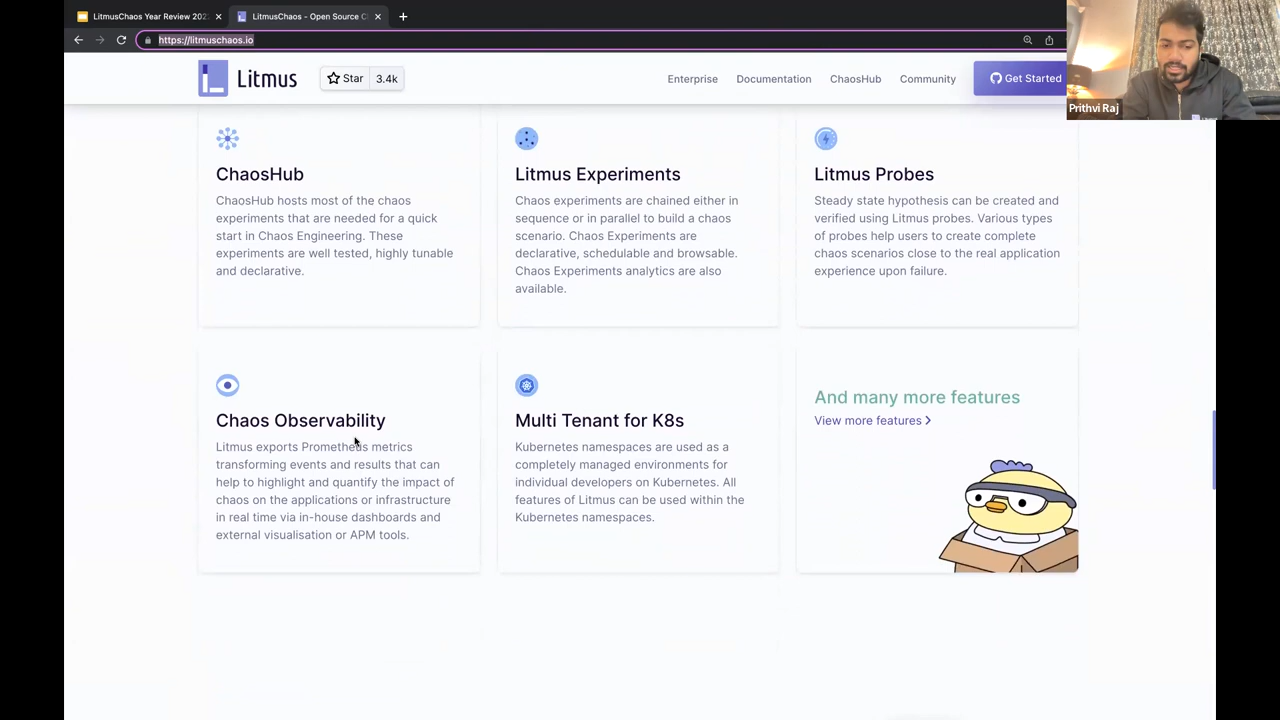 LitmusChaos Year Review 202
LitmusChaos - Open Source C
https://litmuschaos.io
Litmus
Star 3.4k
Enterprise
Documentation
ChaosHub
Community
Get Started
Prithvi Raj
ChaosHub
ChaosHub hosts most of the chaos
experiments that are needed for a quick
start in Chaos Engineering. These
experiments are well tested, highly tunable
and declarative.
Litmus Experiments
Chaos experiments are chained either in
sequence or in parallel to build a chaos
scenario. Chaos Experiments are
declarative, schedulable and browsable.
Chaos Experiments analytics are also
available.
Litmus Probes
Steady state hypothesis can be created and
verified using Litmus probes. Various types
of probes help users to create complete
chaos scenarios close to the real application
experience upon failure.
Chaos Observability
Litmus exports Prometheus metrics
transforming events and results that can
help to highlight and quantify the impact of
chaos on the applications or infrastructure
in real time via in-house dashboards and
external visualisation or APM tools.
Multi Tenant for K8s
Kubernetes namespaces are used as a
completely managed environments for
individual developers on Kubernetes. All
features of Litmus can be used within the
Kubernetes namespaces.
And many more features
View more features